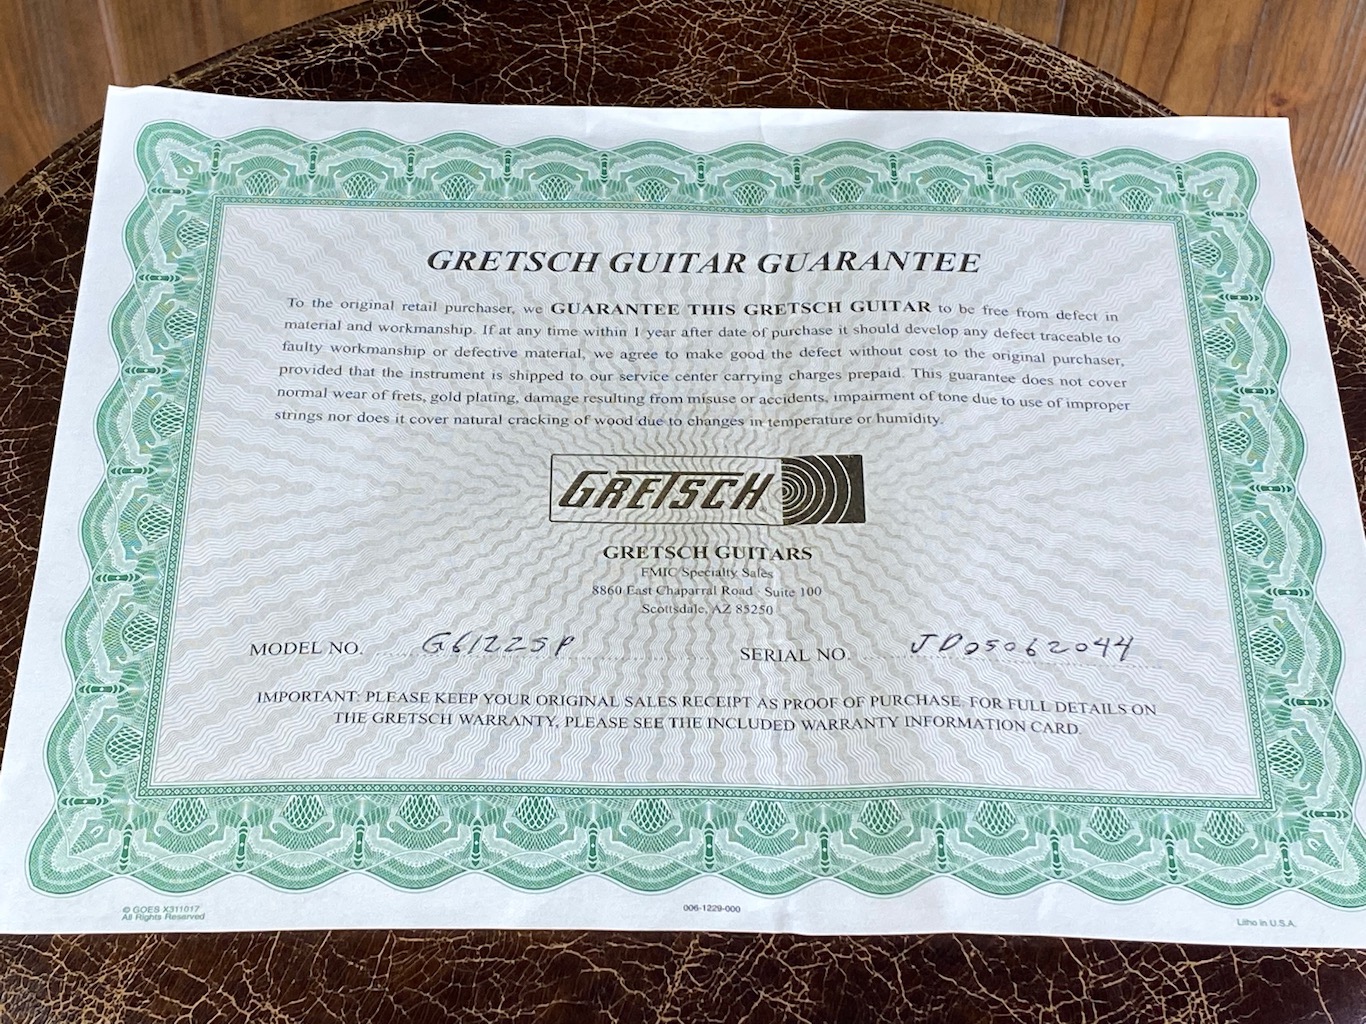 GRETSCH GUITAR GUARANTEE
To the original retail purchaser, we GUARANTEE THIS GRETSCH GUITAR to be free from defect in
material and workmanship. If at any time within 1 year after date of purchase it should develop any defect traceable to
faulty workmanship or defective material, we agree to make good the defect without cost to the original purchaser,
provided that the instrument is shipped to our service center carrying charges prepaid. This guarantee does not cover
normal wear of frets, gold plating, damage resulting from misuse or accidents, impairment of tone due to use of improper
strings nor does it cover natural cracking of wood due to changes in temperature or humidity.
GRETSCH
GRETSCH GUITARS
FMIC Specialty Sales
8860 East Chaparral Road · Suite 100
Scottsdale, AZ 85250
MODEL NO. G6122SP SERIAL NO. JD05062044
IMPORTANT: PLEASE KEEP YOUR ORIGINAL SALES RECEIPT AS PROOF OF PURCHASE. FOR FULL DETAILS ON
THE GRETSCH WARRANTY, PLEASE SEE THE INCLUDED WARRANTY INFORMATION CARD.
© GOES X311017
All Rights Reserved
006-1229-000
Litho in U.S.A.